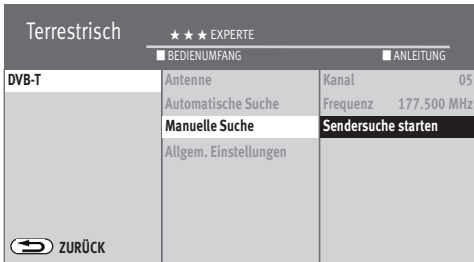 Terrestrisch
★ ★ ★ EXPERTE
BEDIENUMFANG
ANLEITUNG
DVB-T
Antenne
Automatische Suche
Manuelle Suche
Allgem. Einstellungen
Kanal 05
Frequenz 177.500 MHz
Sendersuche starten
ZURÜCK